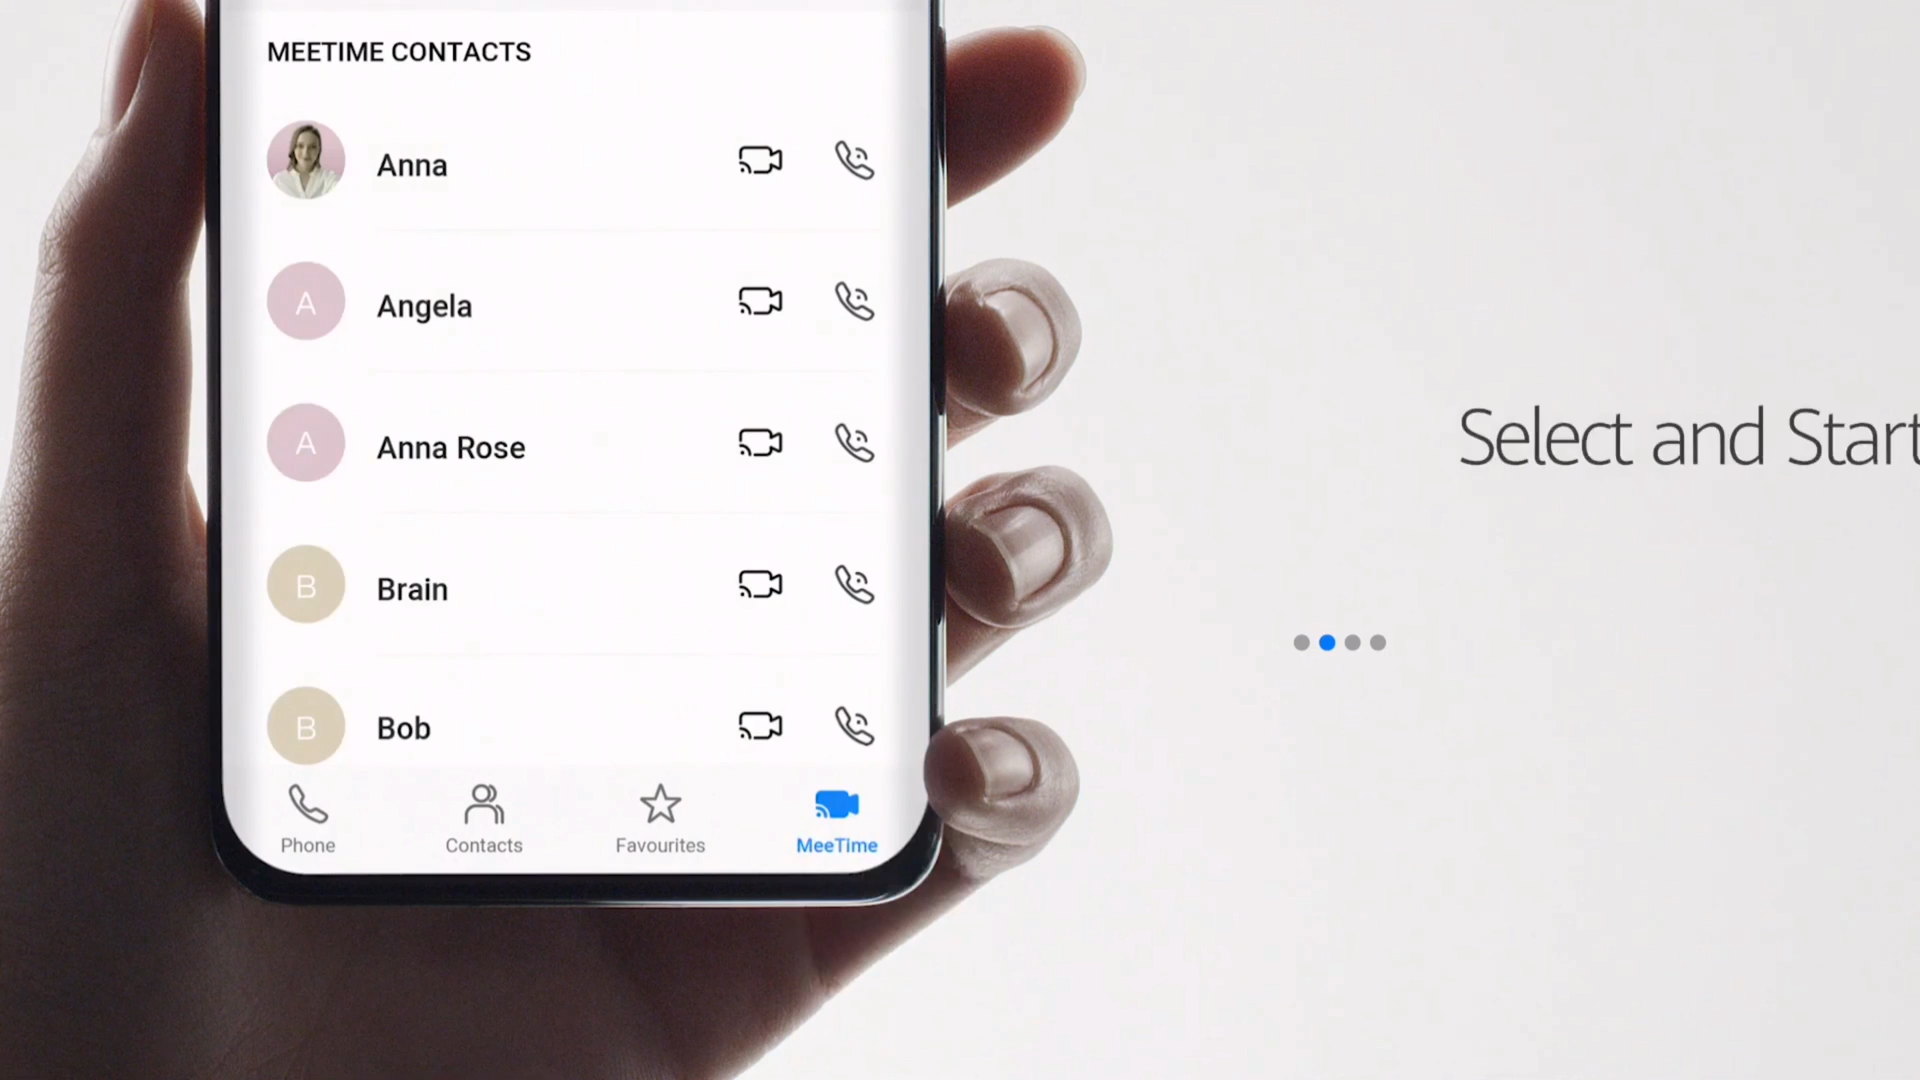 MEETIME CONTACTS
Anna
A
Angela
A
Anna Rose
B
Brain
B
Bob
Phone
Contacts
Favourites
MeeTime
Select and Start